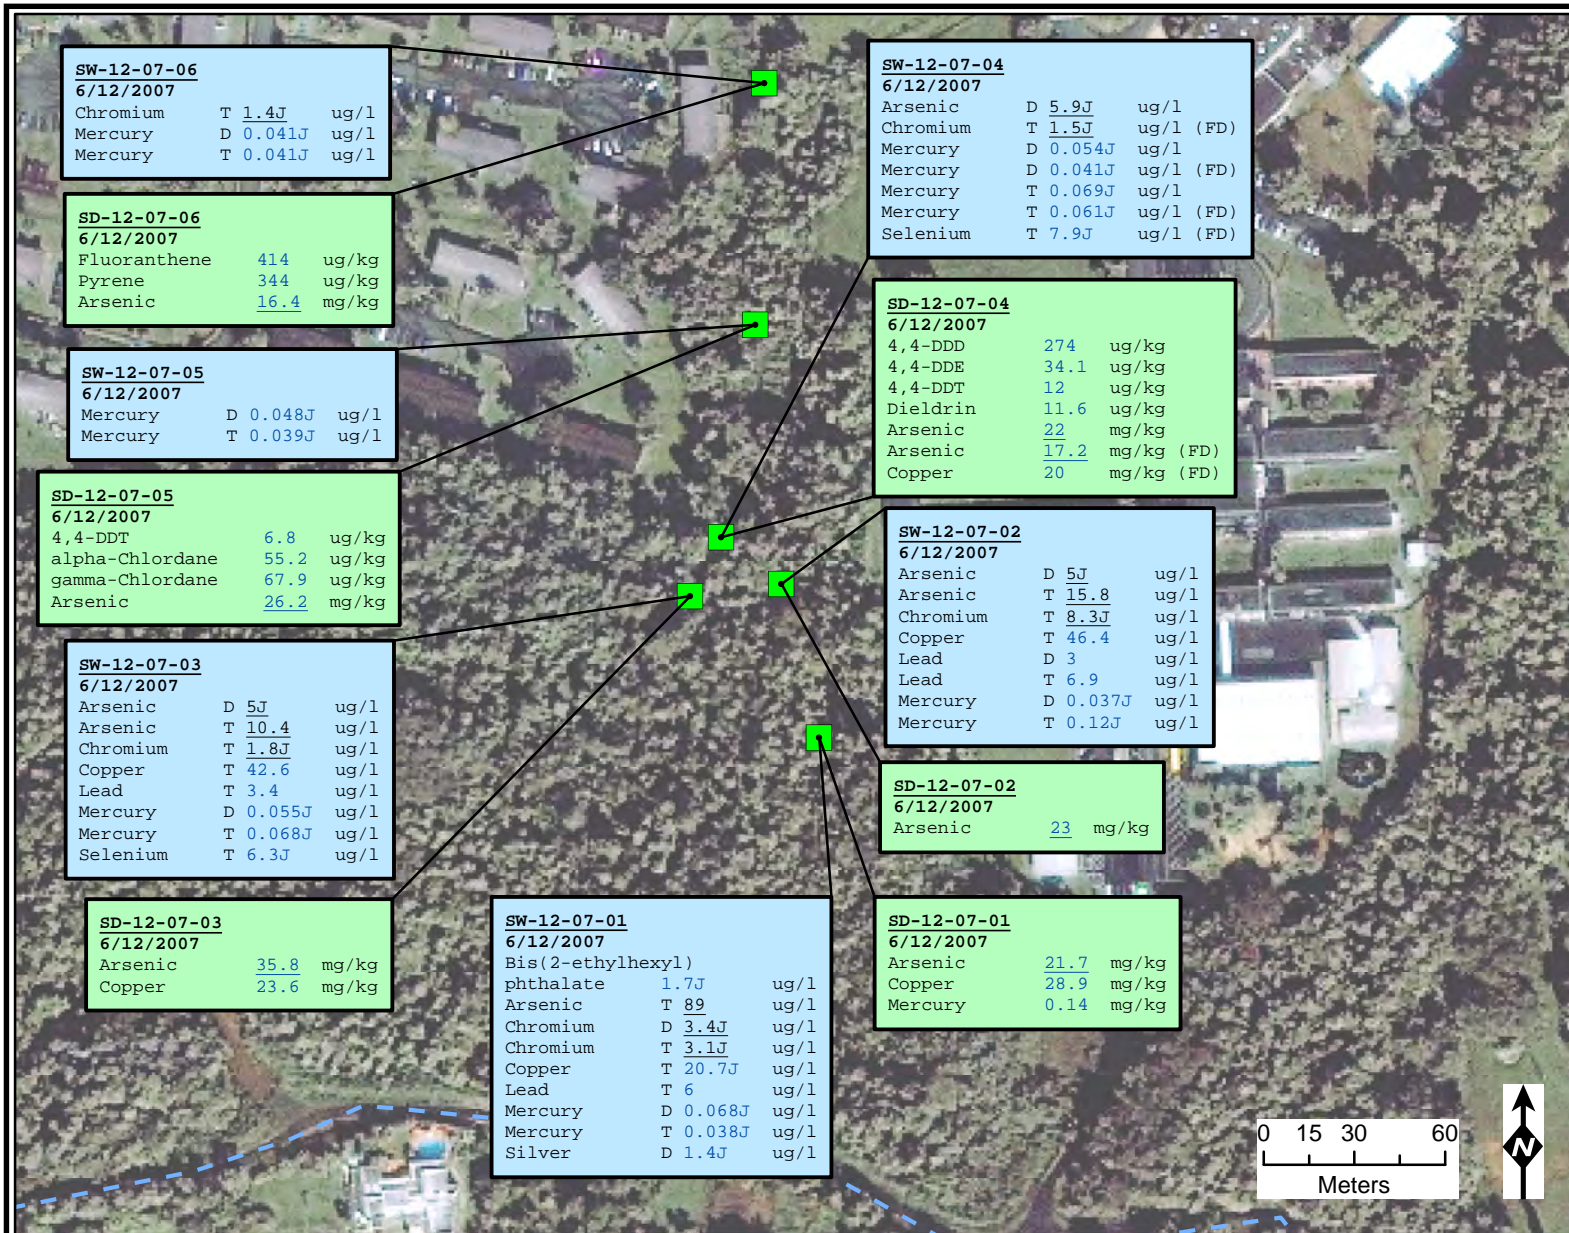 SW-12-07-06
6/12/2007
Chromium T 1.4J ug/l
Mercury D 0.041J ug/l
Mercury T 0.041J ug/l
SD-12-07-06
6/12/2007
Fluoranthene 414 ug/kg
Pyrene 344 ug/kg
Arsenic 16.4 mg/kg
SW-12-07-05
6/12/2007
Mercury D 0.048J ug/l
Mercury T 0.039J ug/l
SD-12-07-05
6/12/2007
4,4-DDT 6.8 ug/kg
alpha-Chlordane 55.2 ug/kg
gamma-Chlordane 67.9 ug/kg
Arsenic 26.2 mg/kg
SW-12-07-03
6/12/2007
Arsenic D 5J ug/l
Arsenic T 10.4 ug/l
Chromium T 1.8J ug/l
Copper T 42.6 ug/l
Lead T 3.4 ug/l
Mercury D 0.055J ug/l
Mercury T 0.068J ug/l
Selenium T 6.3J ug/l
SD-12-07-03
6/12/2007
Arsenic 35.8 mg/kg
Copper 23.6 mg/kg
SW-12-07-04
6/12/2007
Arsenic D 5.9J ug/l
Chromium T 1.5J ug/l (FD)
Mercury D 0.054J ug/l
Mercury D 0.041J ug/l (FD)
Mercury T 0.069J ug/l
Mercury T 0.061J ug/l (FD)
Selenium T 7.9J ug/l (FD)
SD-12-07-04
6/12/2007
4,4-DDD 274 ug/kg
4,4-DDE 34.1 ug/kg
4,4-DDT 12 ug/kg
Dieldrin 11.6 ug/kg
Arsenic 22 mg/kg
Arsenic 17.2 mg/kg (FD)
Copper 20 mg/kg (FD)
SW-12-07-02
6/12/2007
Arsenic D 5J ug/l
Arsenic T 15.8 ug/l
Chromium T 8.3J ug/l
Copper T 46.4 ug/l
Lead D 3 ug/l
Lead T 6.9 ug/l
Mercury D 0.037J ug/l
Mercury T 0.12J ug/l
SD-12-07-02
6/12/2007
Arsenic 23 mg/kg
SW-12-07-01
6/12/2007
Bis(2-ethylhexyl)
phthalate 1.7J ug/l
Arsenic T 89 ug/l
Chromium D 3.4J ug/l
Chromium T 3.1J ug/l
Copper T 20.7J ug/l
Lead T 6 ug/l
Mercury D 0.068J ug/l
Mercury T 0.038J ug/l
Silver D 1.4J ug/l
SD-12-07-01
6/12/2007
Arsenic 21.7 mg/kg
Copper 28.9 mg/kg
Mercury 0.14 mg/kg
0 15 30 60
Meters
N